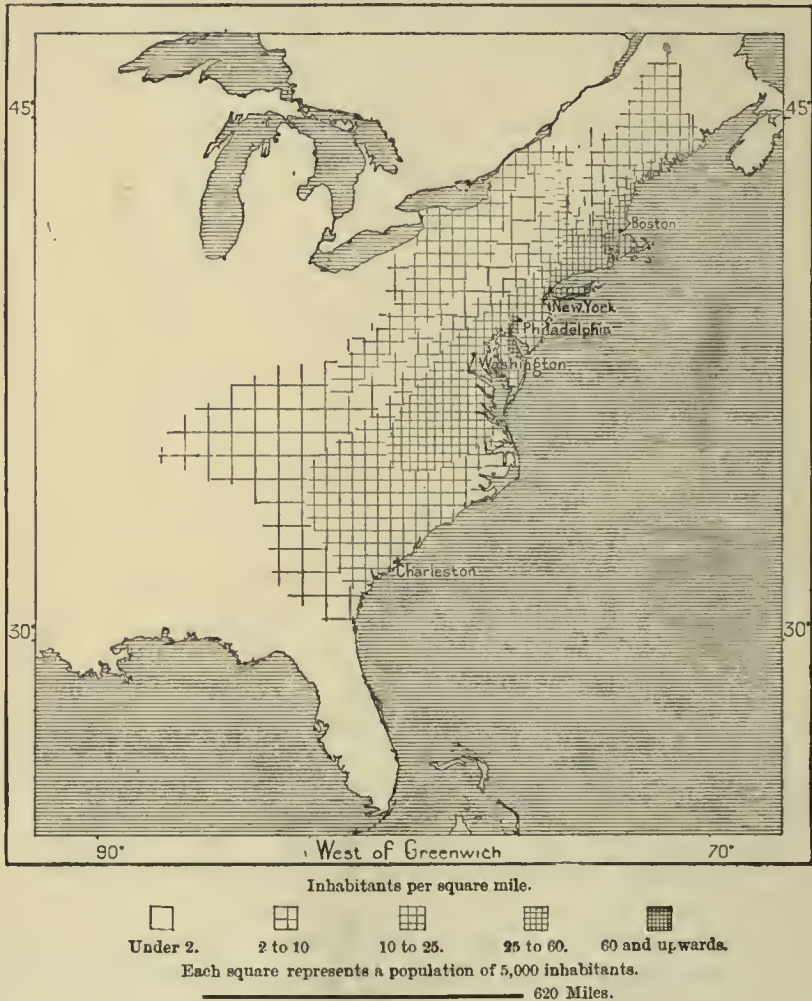 45°
45°
Boston
New York
Philadelphia
Washington
Charleston
30°
30°
90°
West of Greenwich
70°
Inhabitants per square mile.
Under 2. 2 to 10 10 to 25. 25 to 60. 60 and upwards.
Each square represents a population of 5,000 inhabitants.
620 Miles.